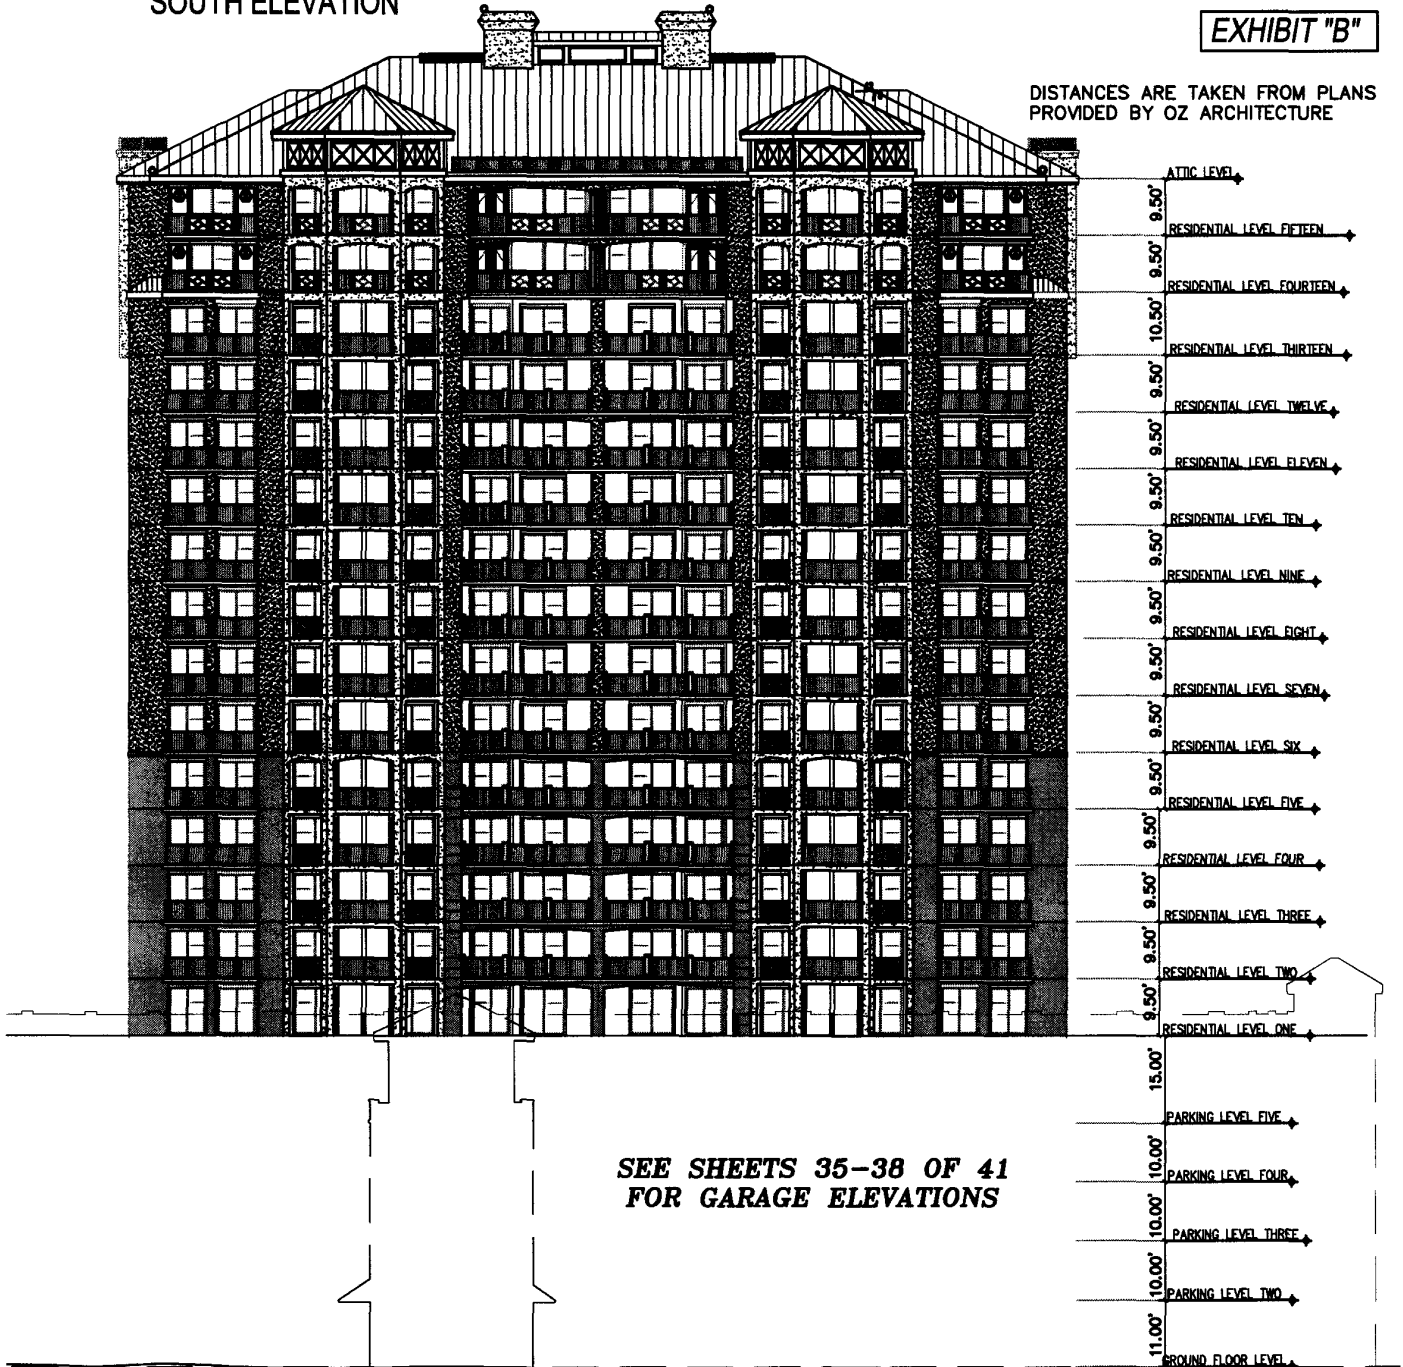 SOUTH ELEVATION
EXHIBIT "B"
DISTANCES ARE TAKEN FROM PLANS
PROVIDED BY OZ ARCHITECTURE
ATTIC LEVEL
9.50'
RESIDENTIAL LEVEL FIFTEEN
9.50'
RESIDENTIAL LEVEL FOURTEEN
10.50'
RESIDENTIAL LEVEL THIRTEEN
9.50'
RESIDENTIAL LEVEL TWELVE
9.50'
RESIDENTIAL LEVEL ELEVEN
9.50'
RESIDENTIAL LEVEL TEN
9.50'
RESIDENTIAL LEVEL NINE
9.50'
RESIDENTIAL LEVEL EIGHT
9.50'
RESIDENTIAL LEVEL SEVEN
9.50'
RESIDENTIAL LEVEL SIX
9.50'
RESIDENTIAL LEVEL FIVE
9.50'
RESIDENTIAL LEVEL FOUR
9.50'
RESIDENTIAL LEVEL THREE
9.50'
RESIDENTIAL LEVEL TWO
9.50'
RESIDENTIAL LEVEL ONE
15.00'
PARKING LEVEL FIVE
10.00'
PARKING LEVEL FOUR
10.00'
PARKING LEVEL THREE
10.00'
PARKING LEVEL TWO
11.00'
GROUND FLOOR LEVEL
SEE SHEETS 35-38 OF 41
FOR GARAGE ELEVATIONS